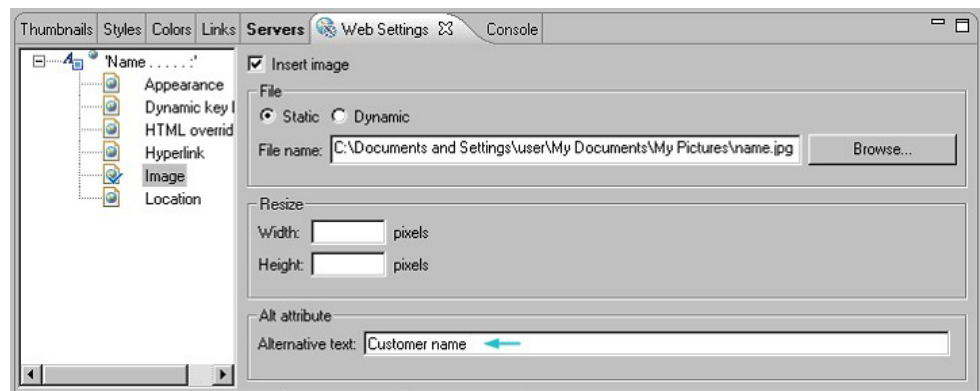 Thumbnails Styles Colors Links Servers Web Settings Console
'Name . . . . . :'
Appearance
Dynamic key l
HTML overrid
Hyperlink
Image
Location
Insert image
File
Static Dynamic
File name: C:\Documents and Settings\user\My Documents\My Pictures\name.jpg Browse...
Resize
Width: pixels
Height: pixels
Alt attribute
Alternative text: Customer name